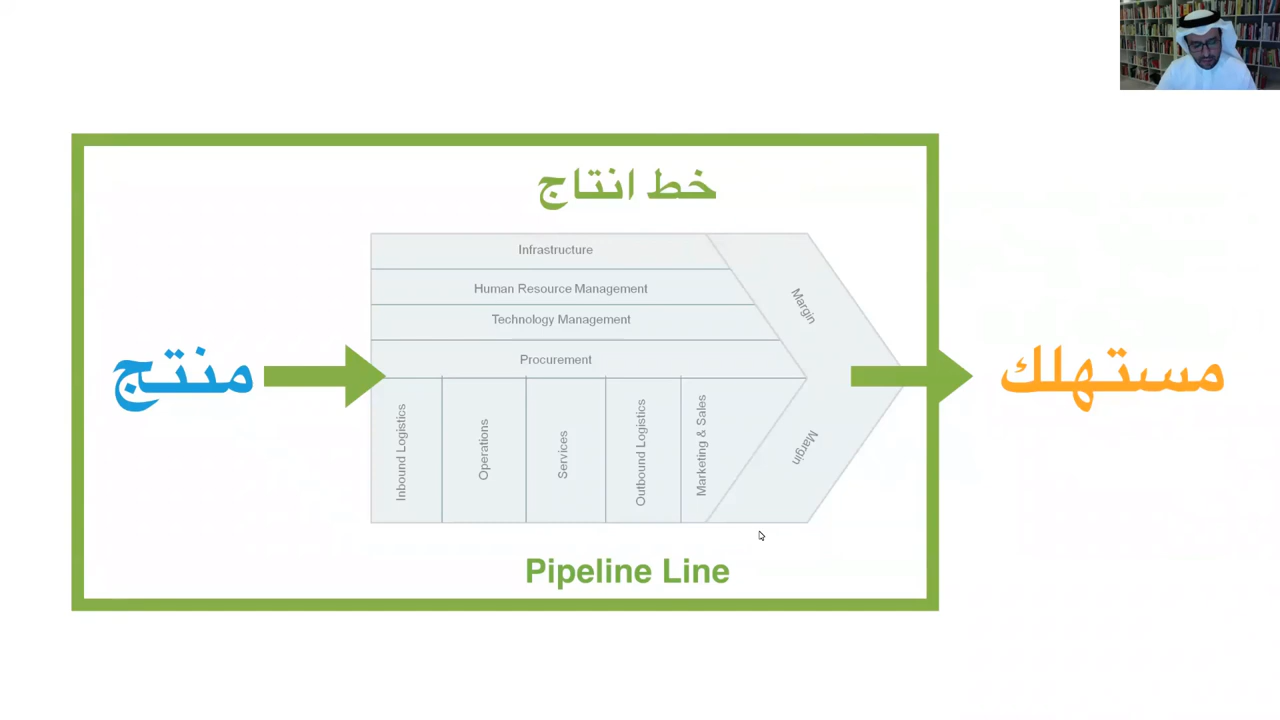 خط انتاج
Infrastructure
Human Resource Management
Technology Management
Procurement
Margin
منتج
مستهلك
Inbound Logistics
Operations
Services
Outbound Logistics
Marketing & Sales
Margin
Pipeline Line